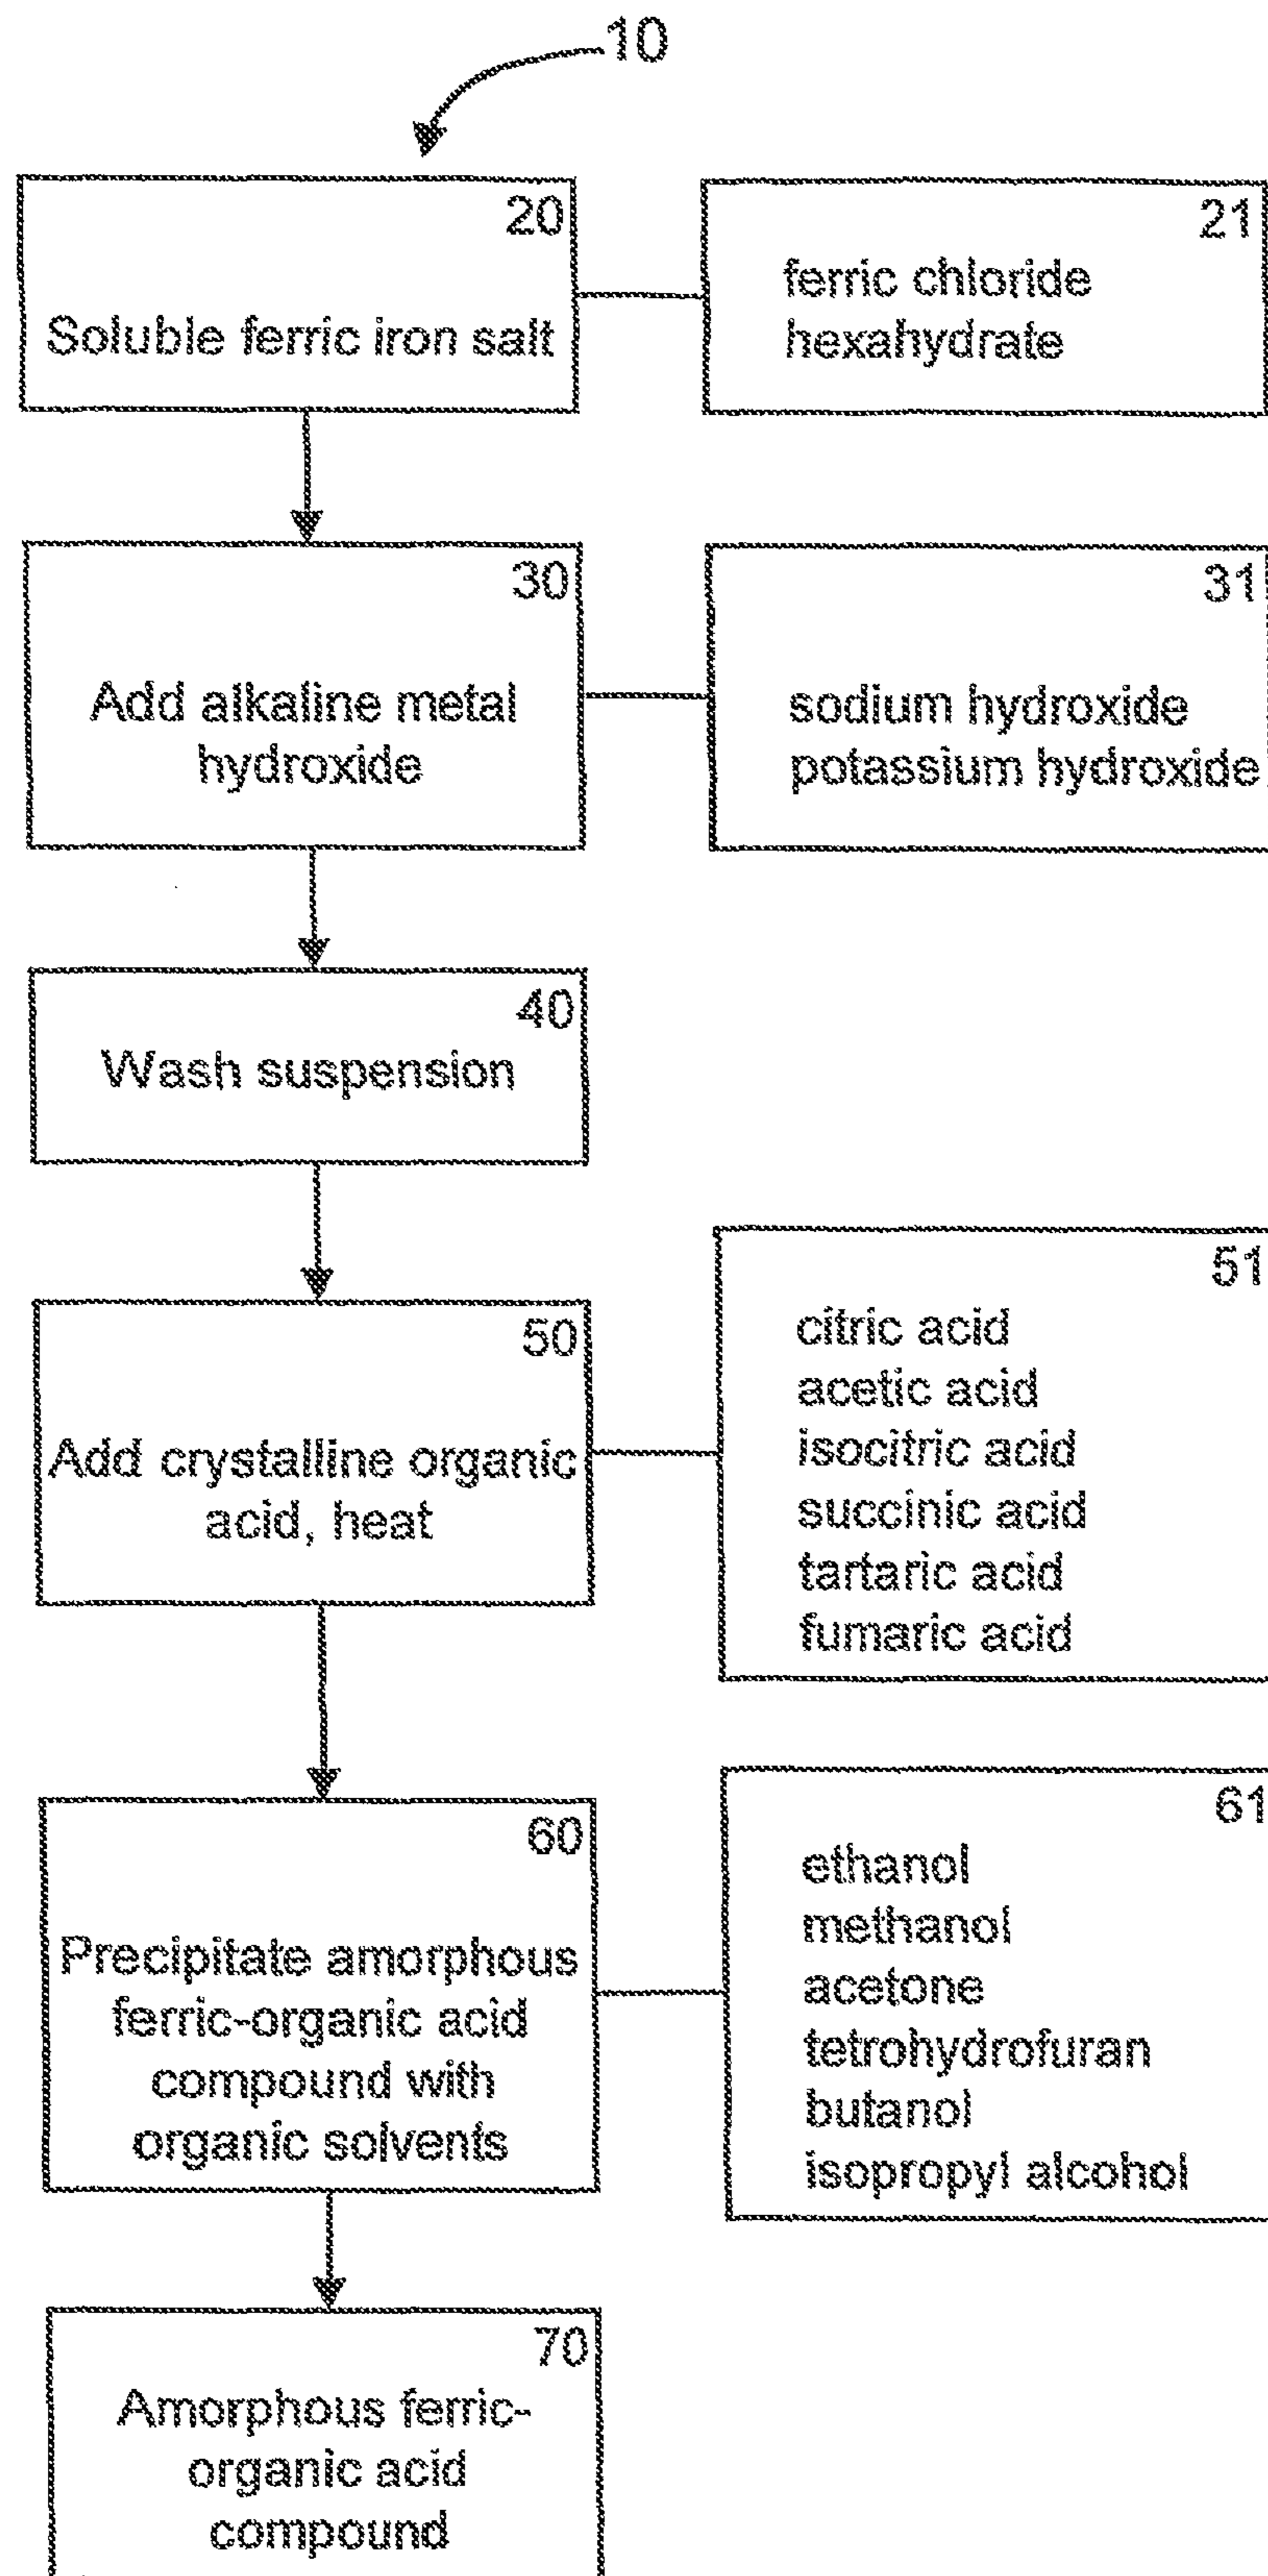 10
20
Soluble ferric iron salt
21
ferric chloride
hexahydrate
30
Add alkaline metal
hydroxide
31
sodium hydroxide
potassium hydroxide
40
Wash suspension
50
Add crystalline organic
acid, heat
51
citric acid
acetic acid
isocitric acid
succinic acid
tartaric acid
fumaric acid
60
Precipitate amorphous
ferric-organic acid
compound with
organic solvents
61
ethanol
methanol
acetone
tetrohydrofuran
butanol
isopropyl alcohol
70
Amorphous ferric-
organic acid
compound